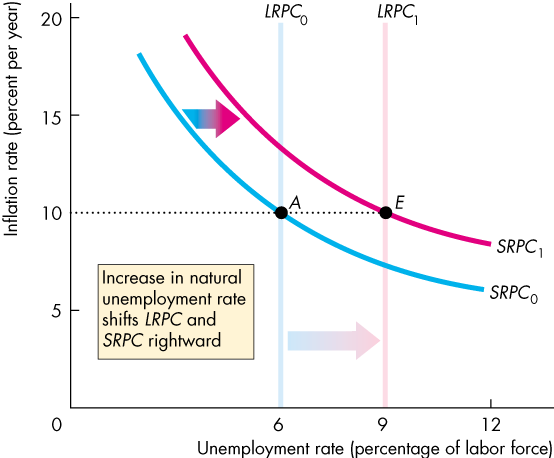 Inflation rate (percent per year)
20
15
10
5
0
LRPC0
LRPC1
A
E
SRPC1
SRPC0
Increase in natural
unemployment rate
shifts LRPC and
SRPC rightward
6
9
12
Unemployment rate (percentage of labor force)